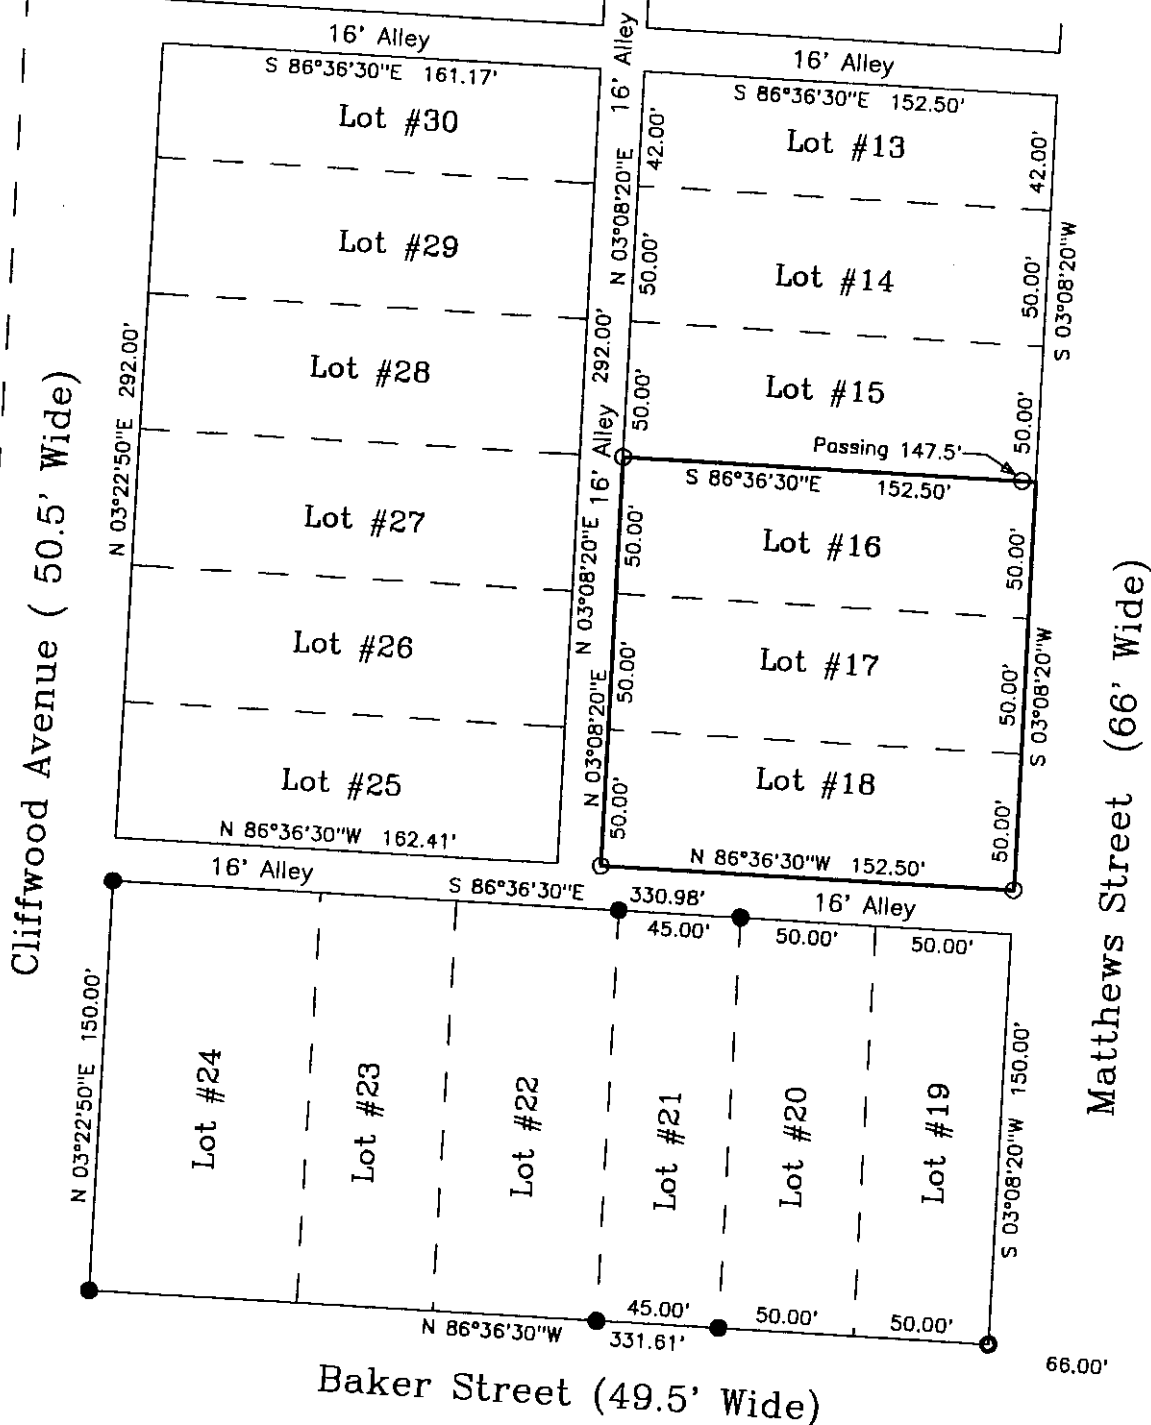 16' Alley
16' Alley
16' Alley
S 86°36'30"E 161.17'
S 86°36'30"E 152.50'
Lot #30
Lot #13
42.00'
42.00'
N 03°08'20"E
Lot #29
Lot #14
50.00'
50.00'
S 03°08'20"W
N 03°22'50"E 292.00'
292.00'
Lot #28
Lot #15
50.00'
50.00'
Cliffwood Avenue ( 50.5' Wide)
16' Alley
Passing 147.5'
S 86°36'30"E 152.50'
Lot #27
Lot #16
N 03°08'20"E
50.00'
50.00'
Lot #26
Lot #17
50.00'
50.00'
S 03°08'20"W
Matthews Street (66' Wide)
N 03°08'20"E
Lot #25
Lot #18
50.00'
50.00'
N 86°36'30"W 162.41'
N 86°36'30"W 152.50'
16' Alley
S 86°36'30"E 330.98'
16' Alley
45.00'
50.00'
50.00'
N 03°22'50"E 150.00'
Lot #24
Lot #23
Lot #22
Lot #21
Lot #20
Lot #19
S 03°08'20"W 150.00'
45.00'
50.00'
50.00'
N 86°36'30"W 331.61'
66.00'
Baker Street (49.5' Wide)